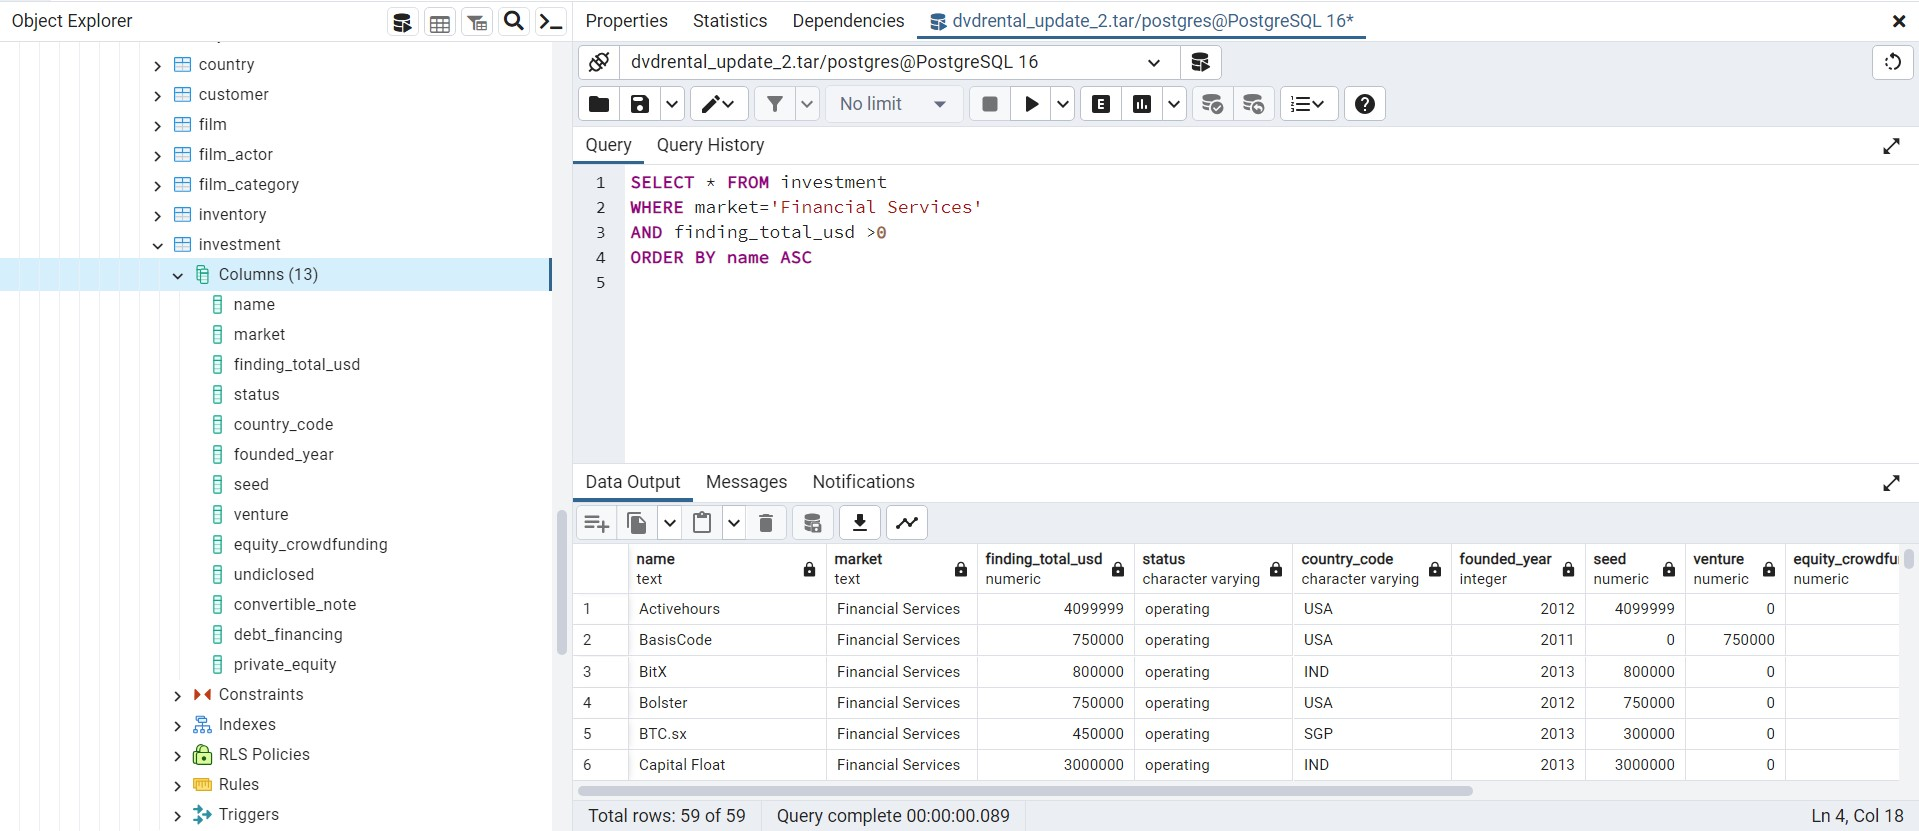 Object Explorer
country
customer
film
film_actor
film_category
inventory
investment
Columns (13)
name
market
finding_total_usd
status
country_code
founded_year
seed
venture
equity_crowdfunding
undiclosed
convertible_note
debt_financing
private_equity
Constraints
Indexes
RLS Policies
Rules
Triggers
Properties Statistics Dependencies dvdrental_update_2.tar/postgres@PostgreSQL 16*
dvdrental_update_2.tar/postgres@PostgreSQL 16
No limit E
Query Query History
1 SELECT * FROM investment
2 WHERE market='Financial Services'
3 AND finding_total_usd >0
4 ORDER BY name ASC
5
Data Output Messages Notifications
name market finding_total_usd status country_code founded_year seed venture
text text numeric character varying character varying integer numeric numeric numeric
1 Activehours Financial Services 4099999 operating USA 2012 4099999 0
2 BasisCode Financial Services 750000 operating USA 2011 0 750000
3 BitX Financial Services 800000 operating IND 2013 800000 0
4 Bolster Financial Services 750000 operating USA 2012 750000 0
5 BTC.sx Financial Services 450000 operating SGP 2013 300000 0
6 Capital Float Financial Services 3000000 operating IND 2013 3000000 0
Total rows: 59 of 59 Query complete 00:00:00.089 Ln 4, Col 18